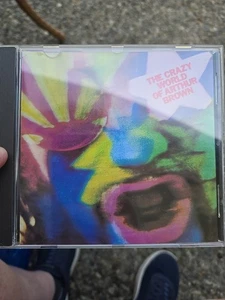 THE CRAZY
WORLD
OF ARTHUR
BROWN